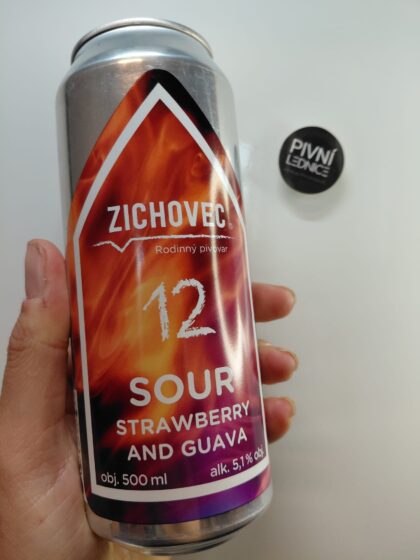 ZICHOVEC
Rodinný pivovar
12
SOUR
STRAWBERRY
AND GUAVA
obj. 500 ml
alk. 5,1 % obj.
PIVNÍ
LEDNICE